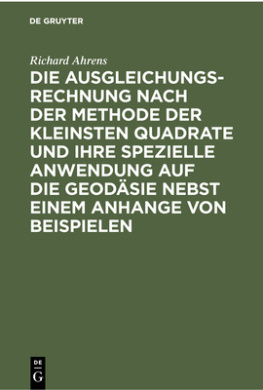 DE GRUYTER
Richard Ahrens
DIE AUSGLEICHUNGS-
RECHNUNG NACH
DER METHODE DER
KLEINSTEN QUADRATE
UND IHRE SPEZIELLE
ANWENDUNG AUF
DIE GEODÄSIE NEBST
EINEM ANHANGE VON
BEISPIELEN
DE
G